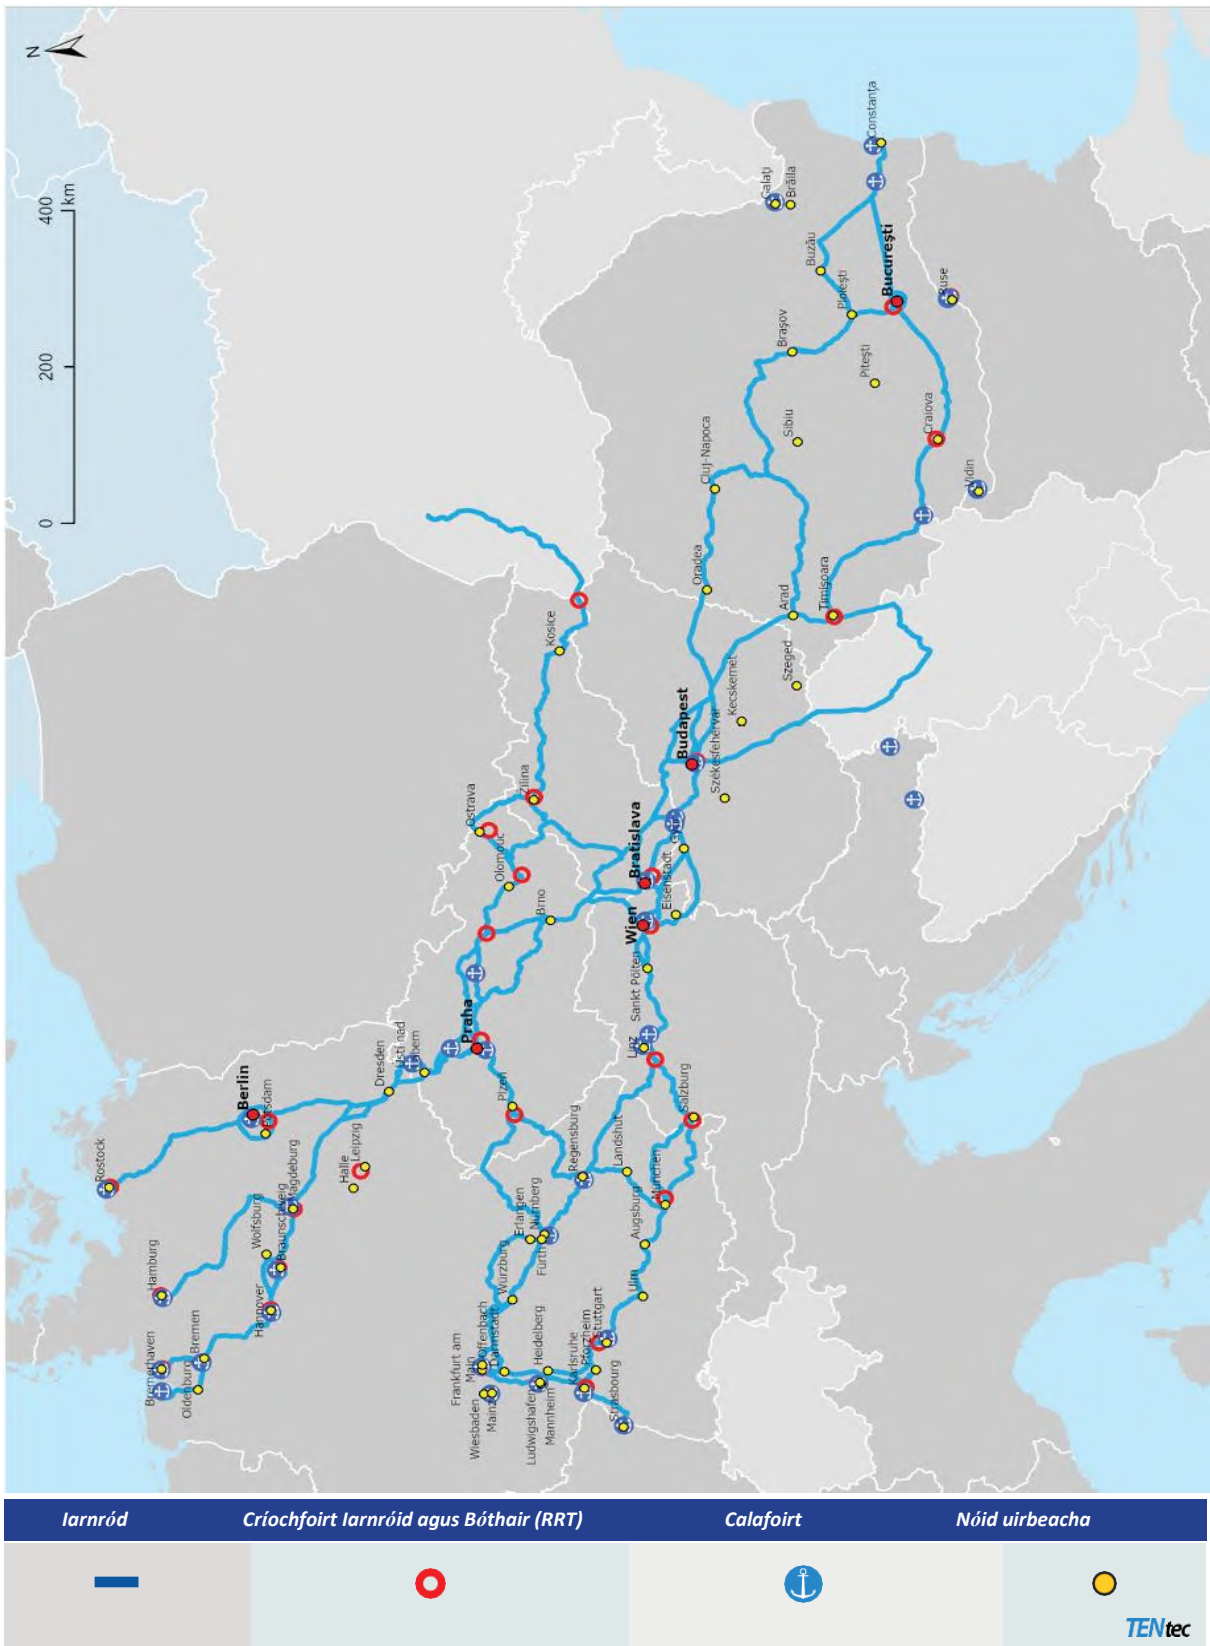 N
0
200
400
km
Rostock
Berlin
Potsdam
Hamburg
Bremerhaven
Bremen
Oldenburg
Hannover
Wolfsburg
Braunschweig
Magdeburg
Halle
Leipzig
Dresden
Ústí nad
Labem
Praha
Plzen
Ostrava
Olomouc
Brno
Žilina
Kosice
Frankfurt am
Main
Offenbach
Darmstadt
Wiesbaden
Mainz
Ludwigshafen
Mannheim
Heidelberg
Karlsruhe
Pforzheim
Stuttgart
Strasbourg
Würzburg
Erlangen
Nürnberg
Fürth
Regensburg
Landshut
München
Augsburg
Ulm
Salzburg
Linz
Sankt Pölten
Wien
Eisenstadt
Bratislava
Győr
Budapest
Székesfehérvár
Kecskemét
Szeged
Oradea
Cluj-Napoca
Arad
Timișoara
Sibiu
Brașov
Ploiești
Pitești
Buzău
Galați
Brăila
București
Constanța
Craiova
Vidin
Ruse
Iarnród
Críochfoirt Iarnróid agus Bóthair (RRT)
Calafoirt
Nóid uirbeacha
TENtec